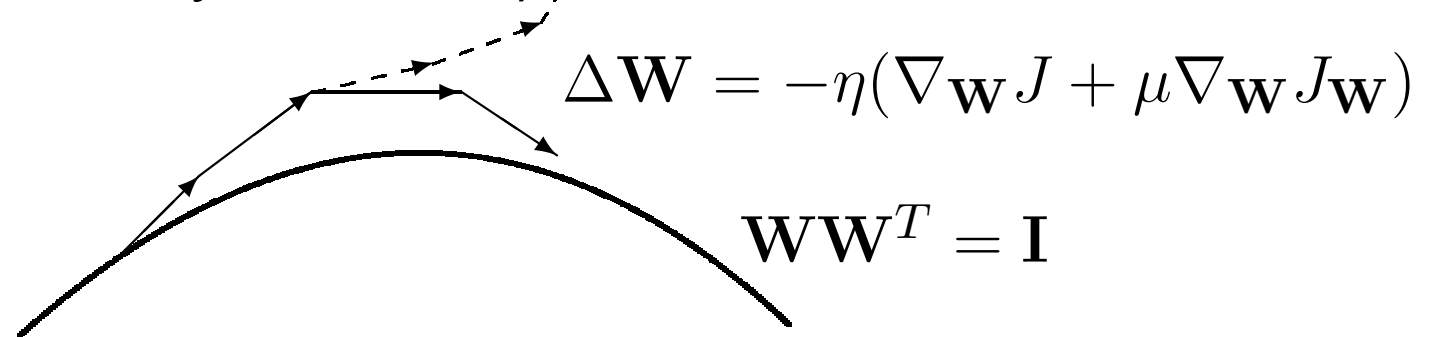 Δ𝐖 = −η(∇_𝐖 J + μ∇_𝐖 J_𝐖)
𝐖𝐖^T = 𝐈